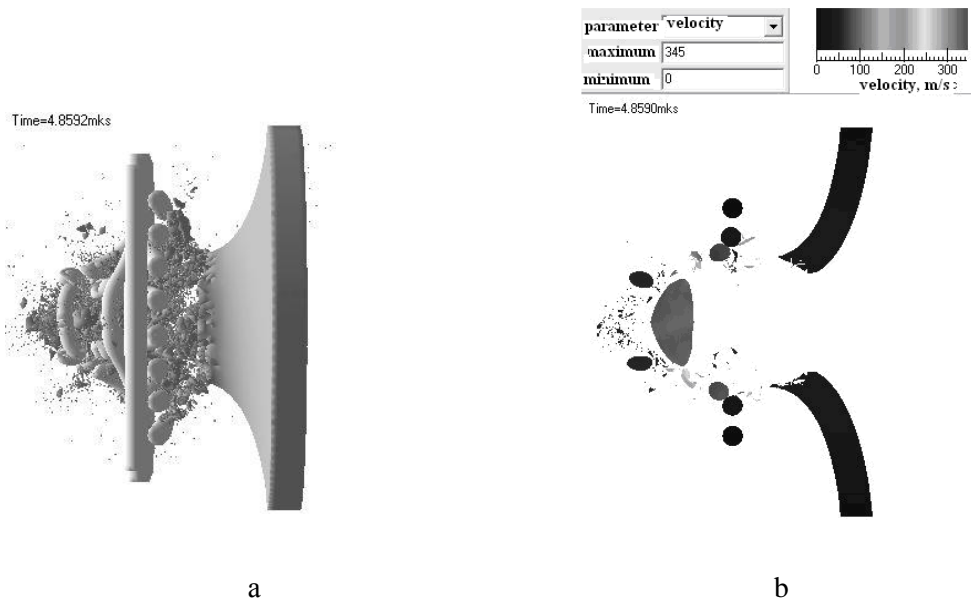 parameter velocity
maximum 345
minimum 0
0 100 200 300
velocity, m/s
Time=4.8592mks
Time=4.8590mks
a
b